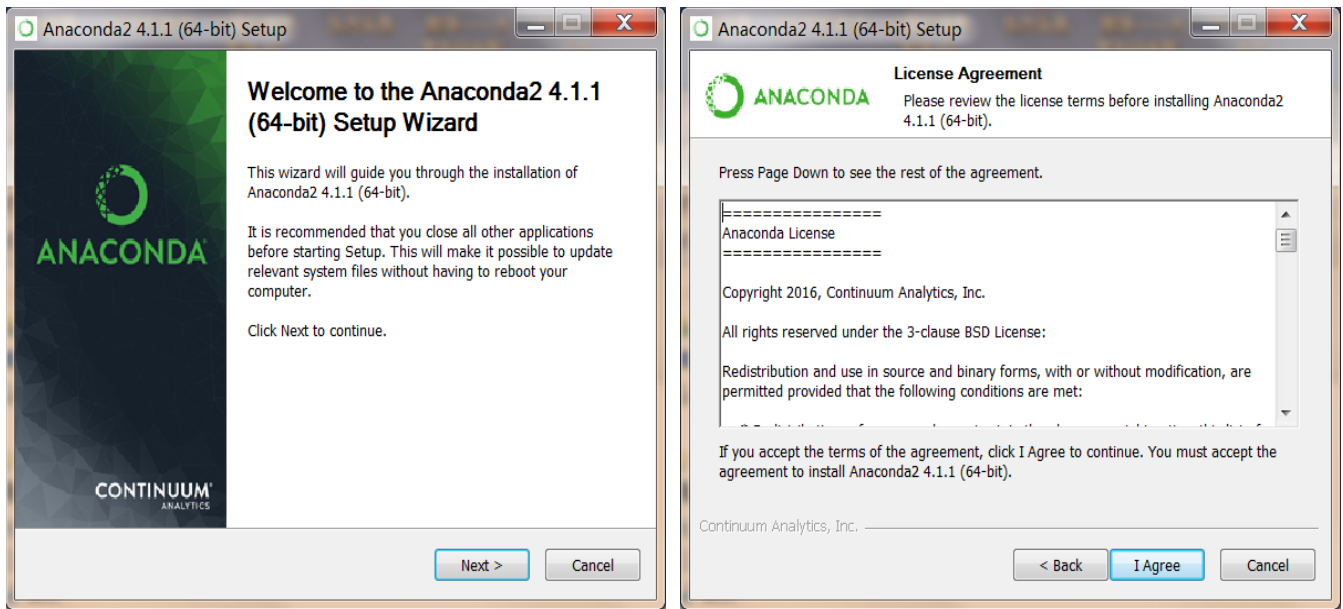 Anaconda2 4.1.1 (64-bit) Setup
Welcome to the Anaconda2 4.1.1
(64-bit) Setup Wizard
This wizard will guide you through the installation of
Anaconda2 4.1.1 (64-bit).
It is recommended that you close all other applications
before starting Setup. This will make it possible to update
relevant system files without having to reboot your
computer.
Click Next to continue.
ANACONDA
CONTINUUM
ANALYTICS
Next >
Cancel
Anaconda2 4.1.1 (64-bit) Setup
ANACONDA
License Agreement
Please review the license terms before installing Anaconda2
4.1.1 (64-bit).
Press Page Down to see the rest of the agreement.
================
Anaconda License
================
Copyright 2016, Continuum Analytics, Inc.
All rights reserved under the 3-clause BSD License:
Redistribution and use in source and binary forms, with or without modification, are
permitted provided that the following conditions are met:
If you accept the terms of the agreement, click I Agree to continue. You must accept the
agreement to install Anaconda2 4.1.1 (64-bit).
Continuum Analytics, Inc.
< Back
I Agree
Cancel